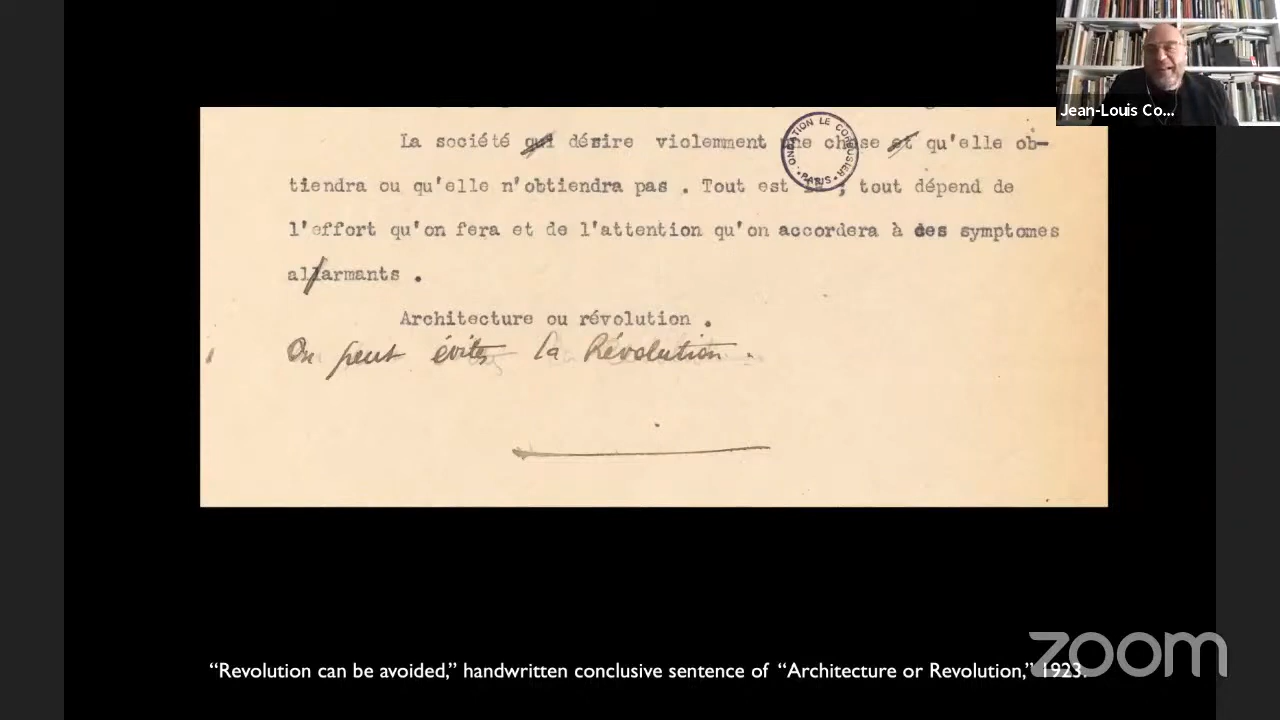 Jean-Louis Co...
La société qui désire violemment une chose et qu'elle ob-
tiendra ou qu'elle n'obtiendra pas . Tout est là ; tout dépend de
l'effort qu'on fera et de l'attention qu'on accordera à ces symptomes
allarmants .
Architecture ou révolution .
On peut éviter la Révolution .
ONDATION LE CORBUSIER
PARIS
zoom
“Revolution can be avoided,” handwritten conclusive sentence of “Architecture or Revolution,” 1923.